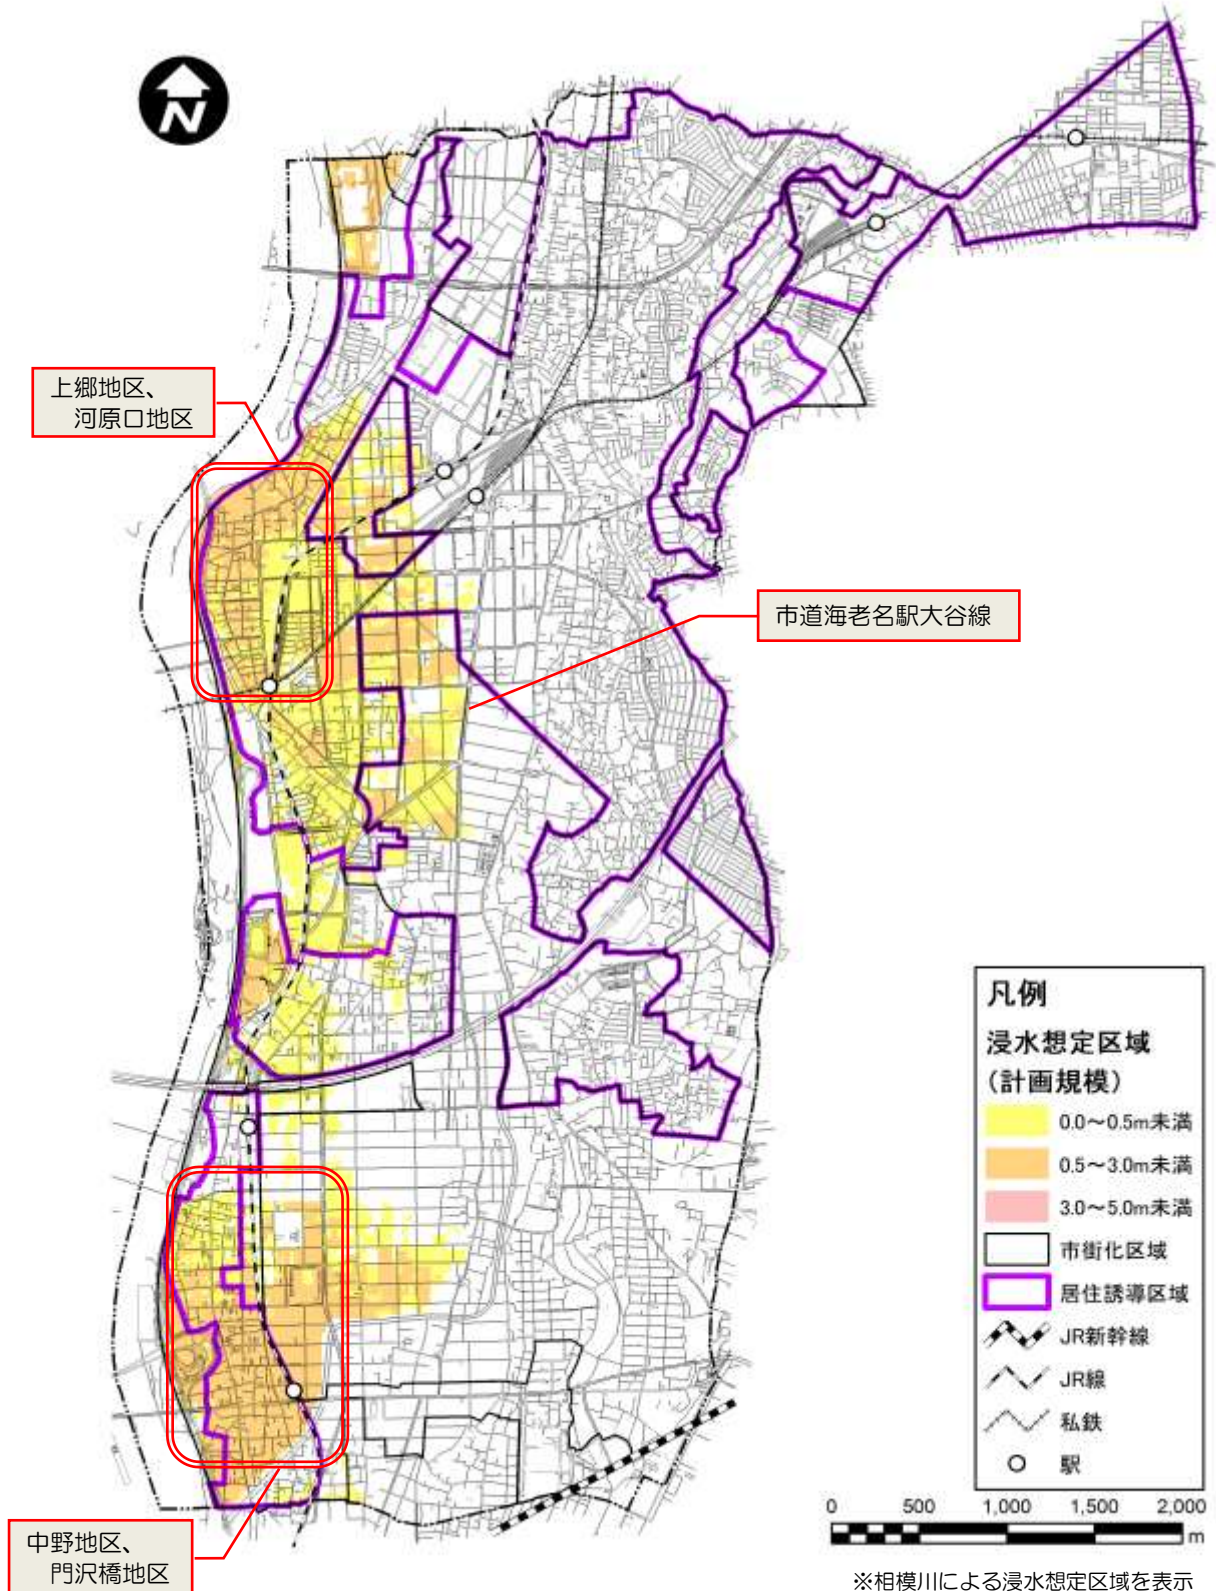 N
上郷地区、
河原口地区
市道海老名駅大谷線
中野地区、
門沢橋地区
凡例
浸水想定区域
(計画規模)
0.0～0.5m未満
0.5～3.0m未満
3.0～5.0m未満
市街化区域
居住誘導区域
JR新幹線
JR線
私鉄
駅
0 500 1,000 1,500 2,000
m
※相模川による浸水想定区域を表示